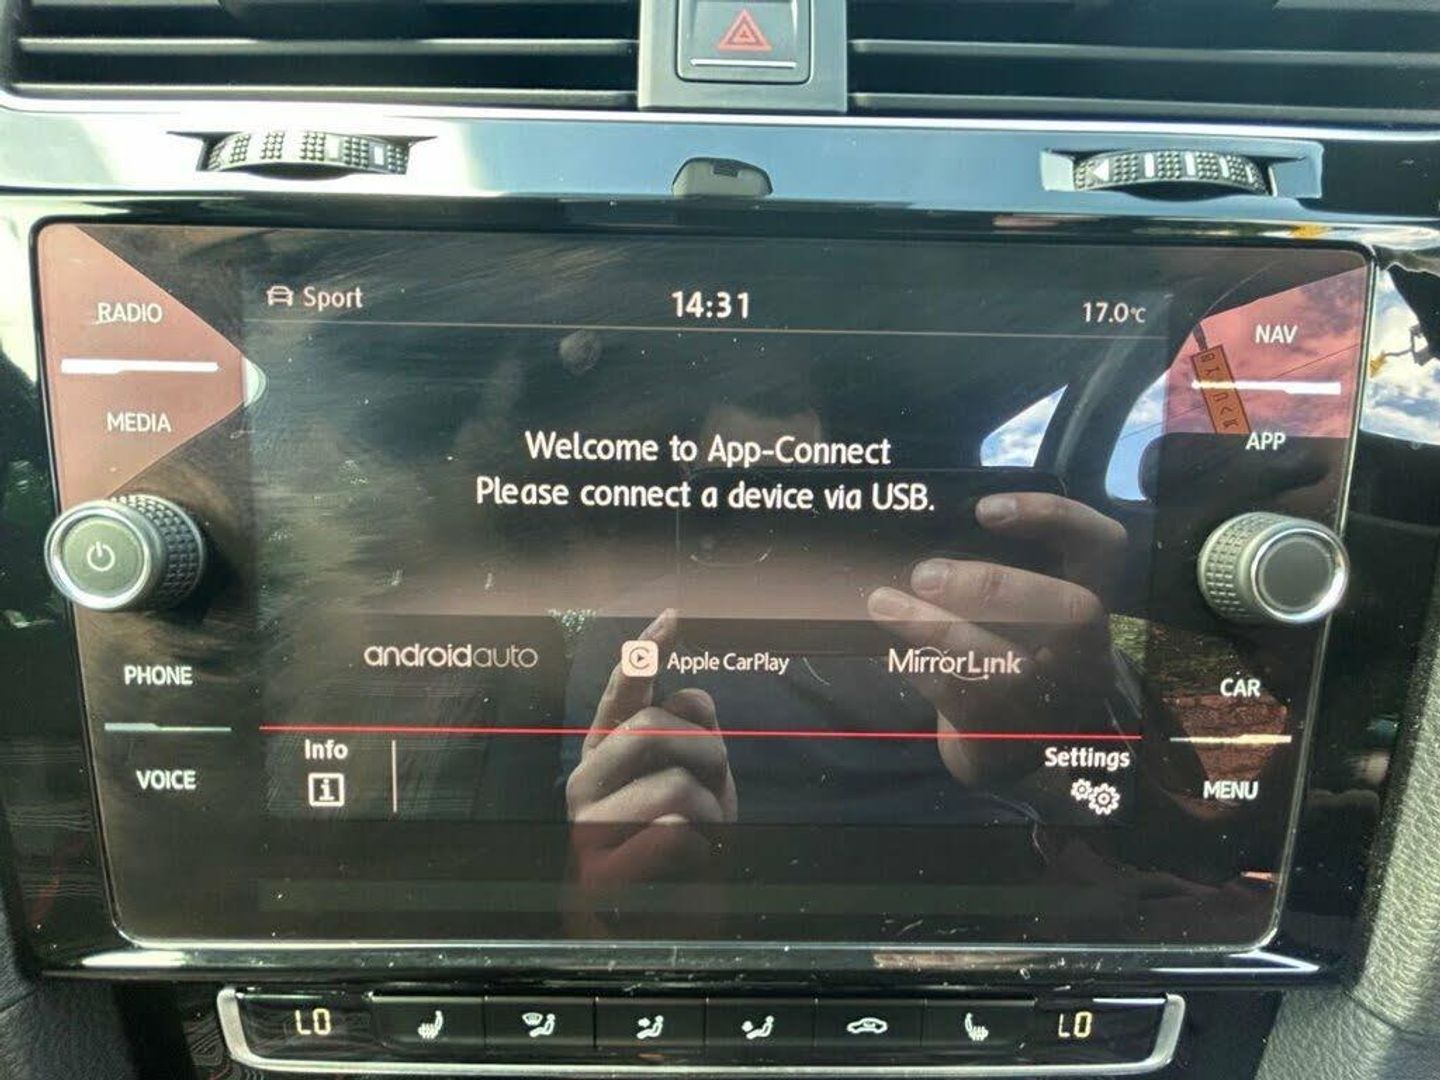 RADIO
MEDIA
PHONE
VOICE
Sport
14:31
17.0°C
Welcome to App-Connect
Please connect a device via USB.
androidauto
Apple CarPlay
MirrorLink
Info
Settings
NAV
APP
CAR
MENU
LO
LO